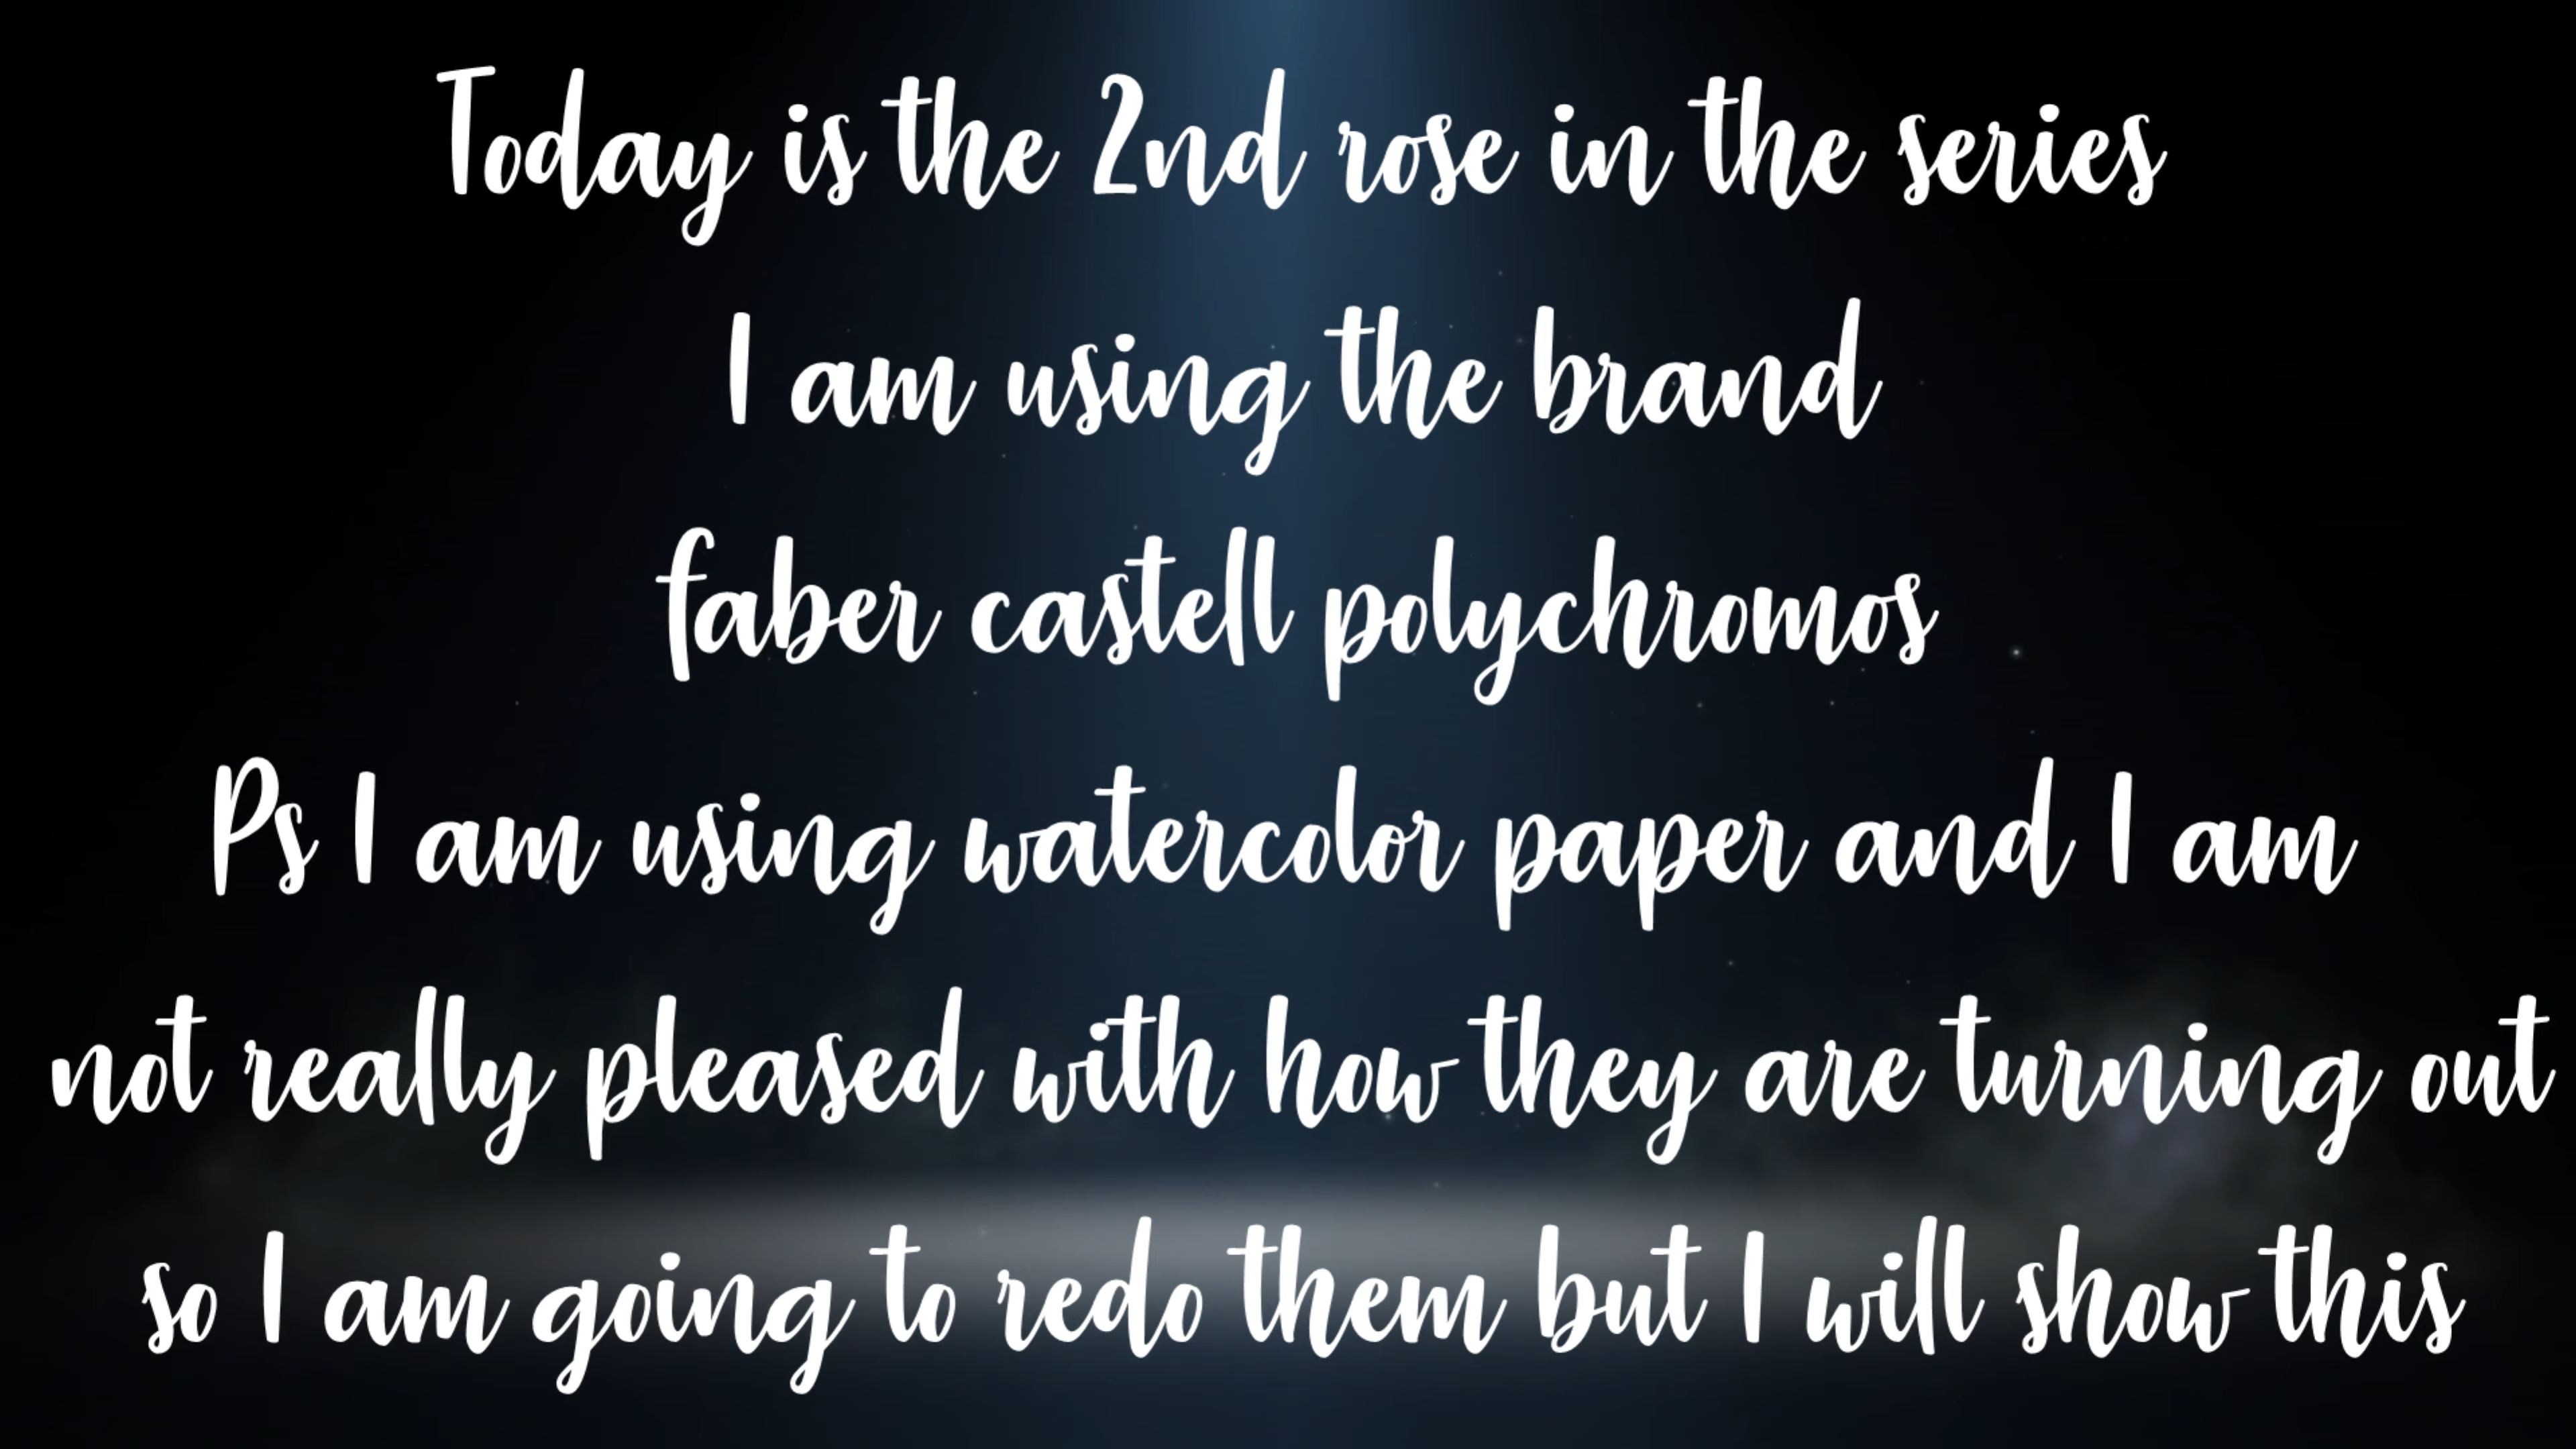 Today is the 2nd rose in the series
I am using the brand
faber castell polychromos
Ps I am using watercolor paper and I am
not really pleased with how they are turning out
so I am going to redo them but I will show this